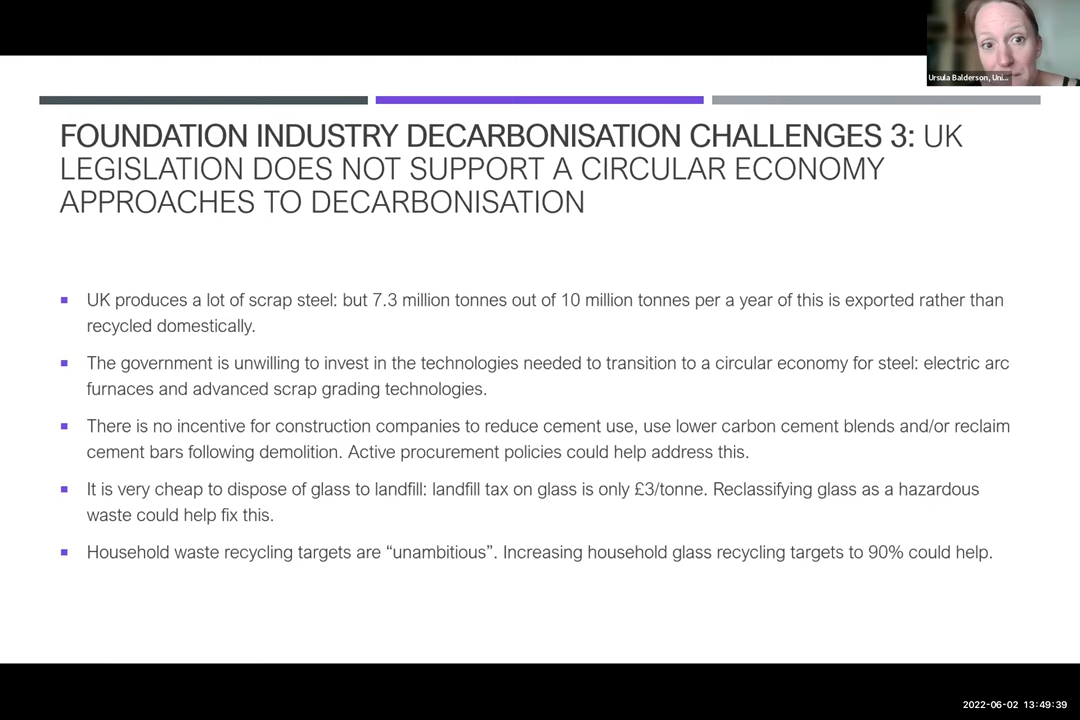 Ursula Balderson, Uni...
FOUNDATION INDUSTRY DECARBONISATION CHALLENGES 3: UK
LEGISLATION DOES NOT SUPPORT A CIRCULAR ECONOMY
APPROACHES TO DECARBONISATION
▪ UK produces a lot of scrap steel: but 7.3 million tonnes out of 10 million tonnes per a year of this is exported rather than
recycled domestically.
▪ The government is unwilling to invest in the technologies needed to transition to a circular economy for steel: electric arc
furnaces and advanced scrap grading technologies.
▪ There is no incentive for construction companies to reduce cement use, use lower carbon cement blends and/or reclaim
cement bars following demolition. Active procurement policies could help address this.
▪ It is very cheap to dispose of glass to landfill: landfill tax on glass is only £3/tonne. Reclassifying glass as a hazardous
waste could help fix this.
▪ Household waste recycling targets are “unambitious”. Increasing household glass recycling targets to 90% could help.
2022-06-02 13:49:39